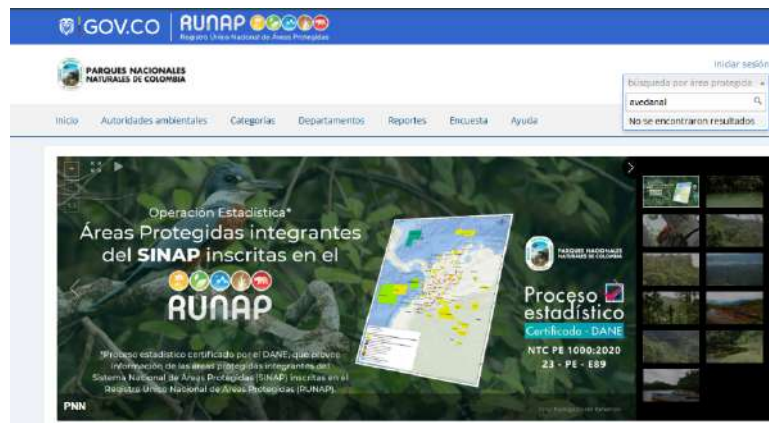 GOV.CO
RUNAP
Registro Único Nacional de Áreas Protegidas
PARQUES NACIONALES
NATURALES DE COLOMBIA
Iniciar sesión
búsqueda por área protegida
avedanal
No se encontraron resultados
Inicio Autoridades ambientales Categorías Departamentos Reportes Encuesta Ayuda
Operación Estadística*
Áreas Protegidas integrantes
del SINAP inscritas en el
RUNAP
*Proceso estadístico certificado por el DANE, que provee
información de las áreas protegidas integrantes del
Sistema Nacional de Áreas Protegidas (SINAP) inscritas en el
Registro Único Nacional de Áreas Protegidas (RUNAP).
PARQUES NACIONALES
NATURALES DE COLOMBIA
Proceso
estadístico
Certificado - DANE
NTC PE 1000:2020
23 - PE - E89
PNN